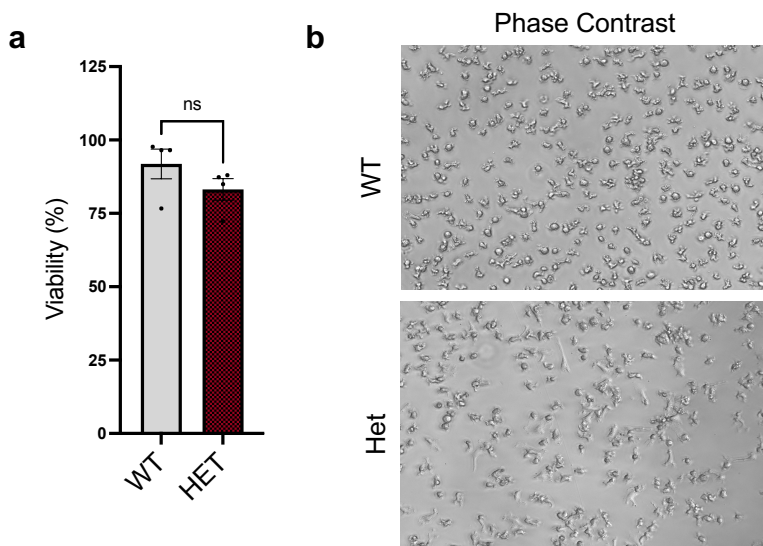 a
125
100
75
50
25
0
Viability (%)
ns
WT
HET
b
Phase Contrast
WT
Het